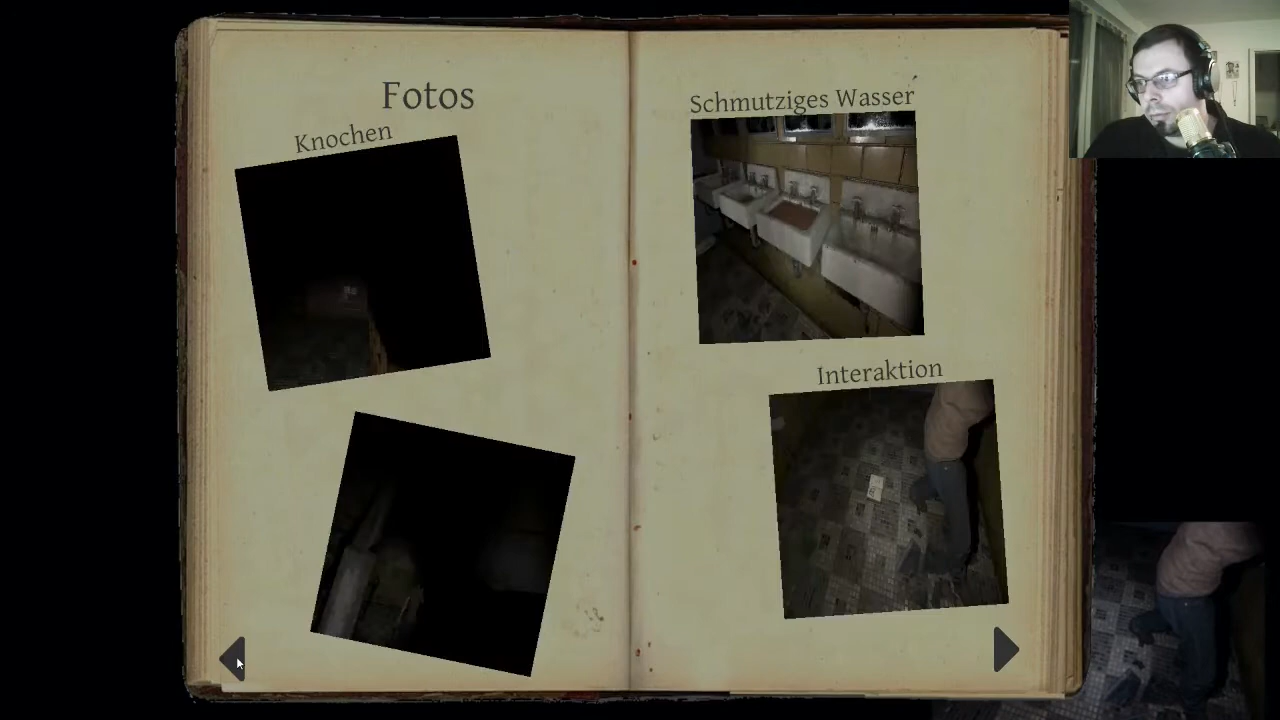 Fotos
Knochen
Schmutziges Wasser
Interaktion